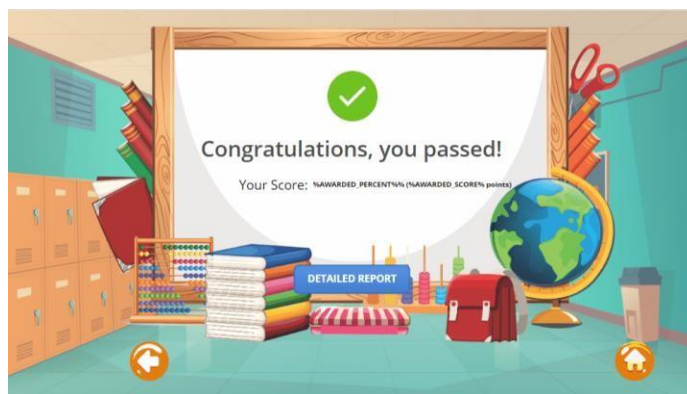 Congratulations, you passed!
Your Score: %AWARDED_PERCENT%% (%AWARDED_SCORE% points)
DETAILED REPORT